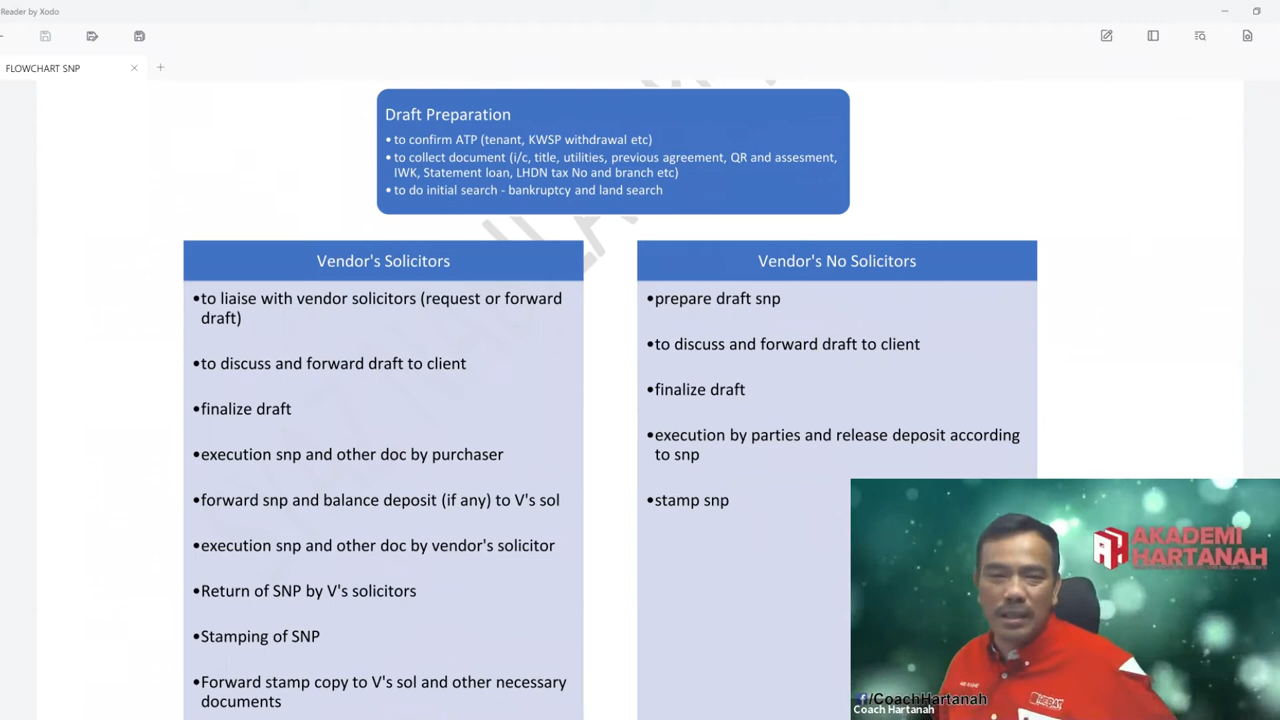 Reader by Xodo
FLOWCHART SNP
Draft Preparation
• to confirm ATP (tenant, KWSP withdrawal etc)
• to collect document (i/c, title, utilities, previous agreement, QR and assesment,
IWK, Statement loan, LHDN tax No and branch etc)
• to do initial search - bankruptcy and land search
Vendor's Solicitors
•to liaise with vendor solicitors (request or forward
draft)
•to discuss and forward draft to client
•finalize draft
•execution snp and other doc by purchaser
•forward snp and balance deposit (if any) to V's sol
•execution snp and other doc by vendor's solicitor
•Return of SNP by V's solicitors
•Stamping of SNP
•Forward stamp copy to V's sol and other necessary
documents
Vendor's No Solicitors
•prepare draft snp
•to discuss and forward draft to client
•finalize draft
•execution by parties and release deposit according
to snp
•stamp snp
AKADEMI
HARTANAH
/CoachHartanah
Coach Hartanah